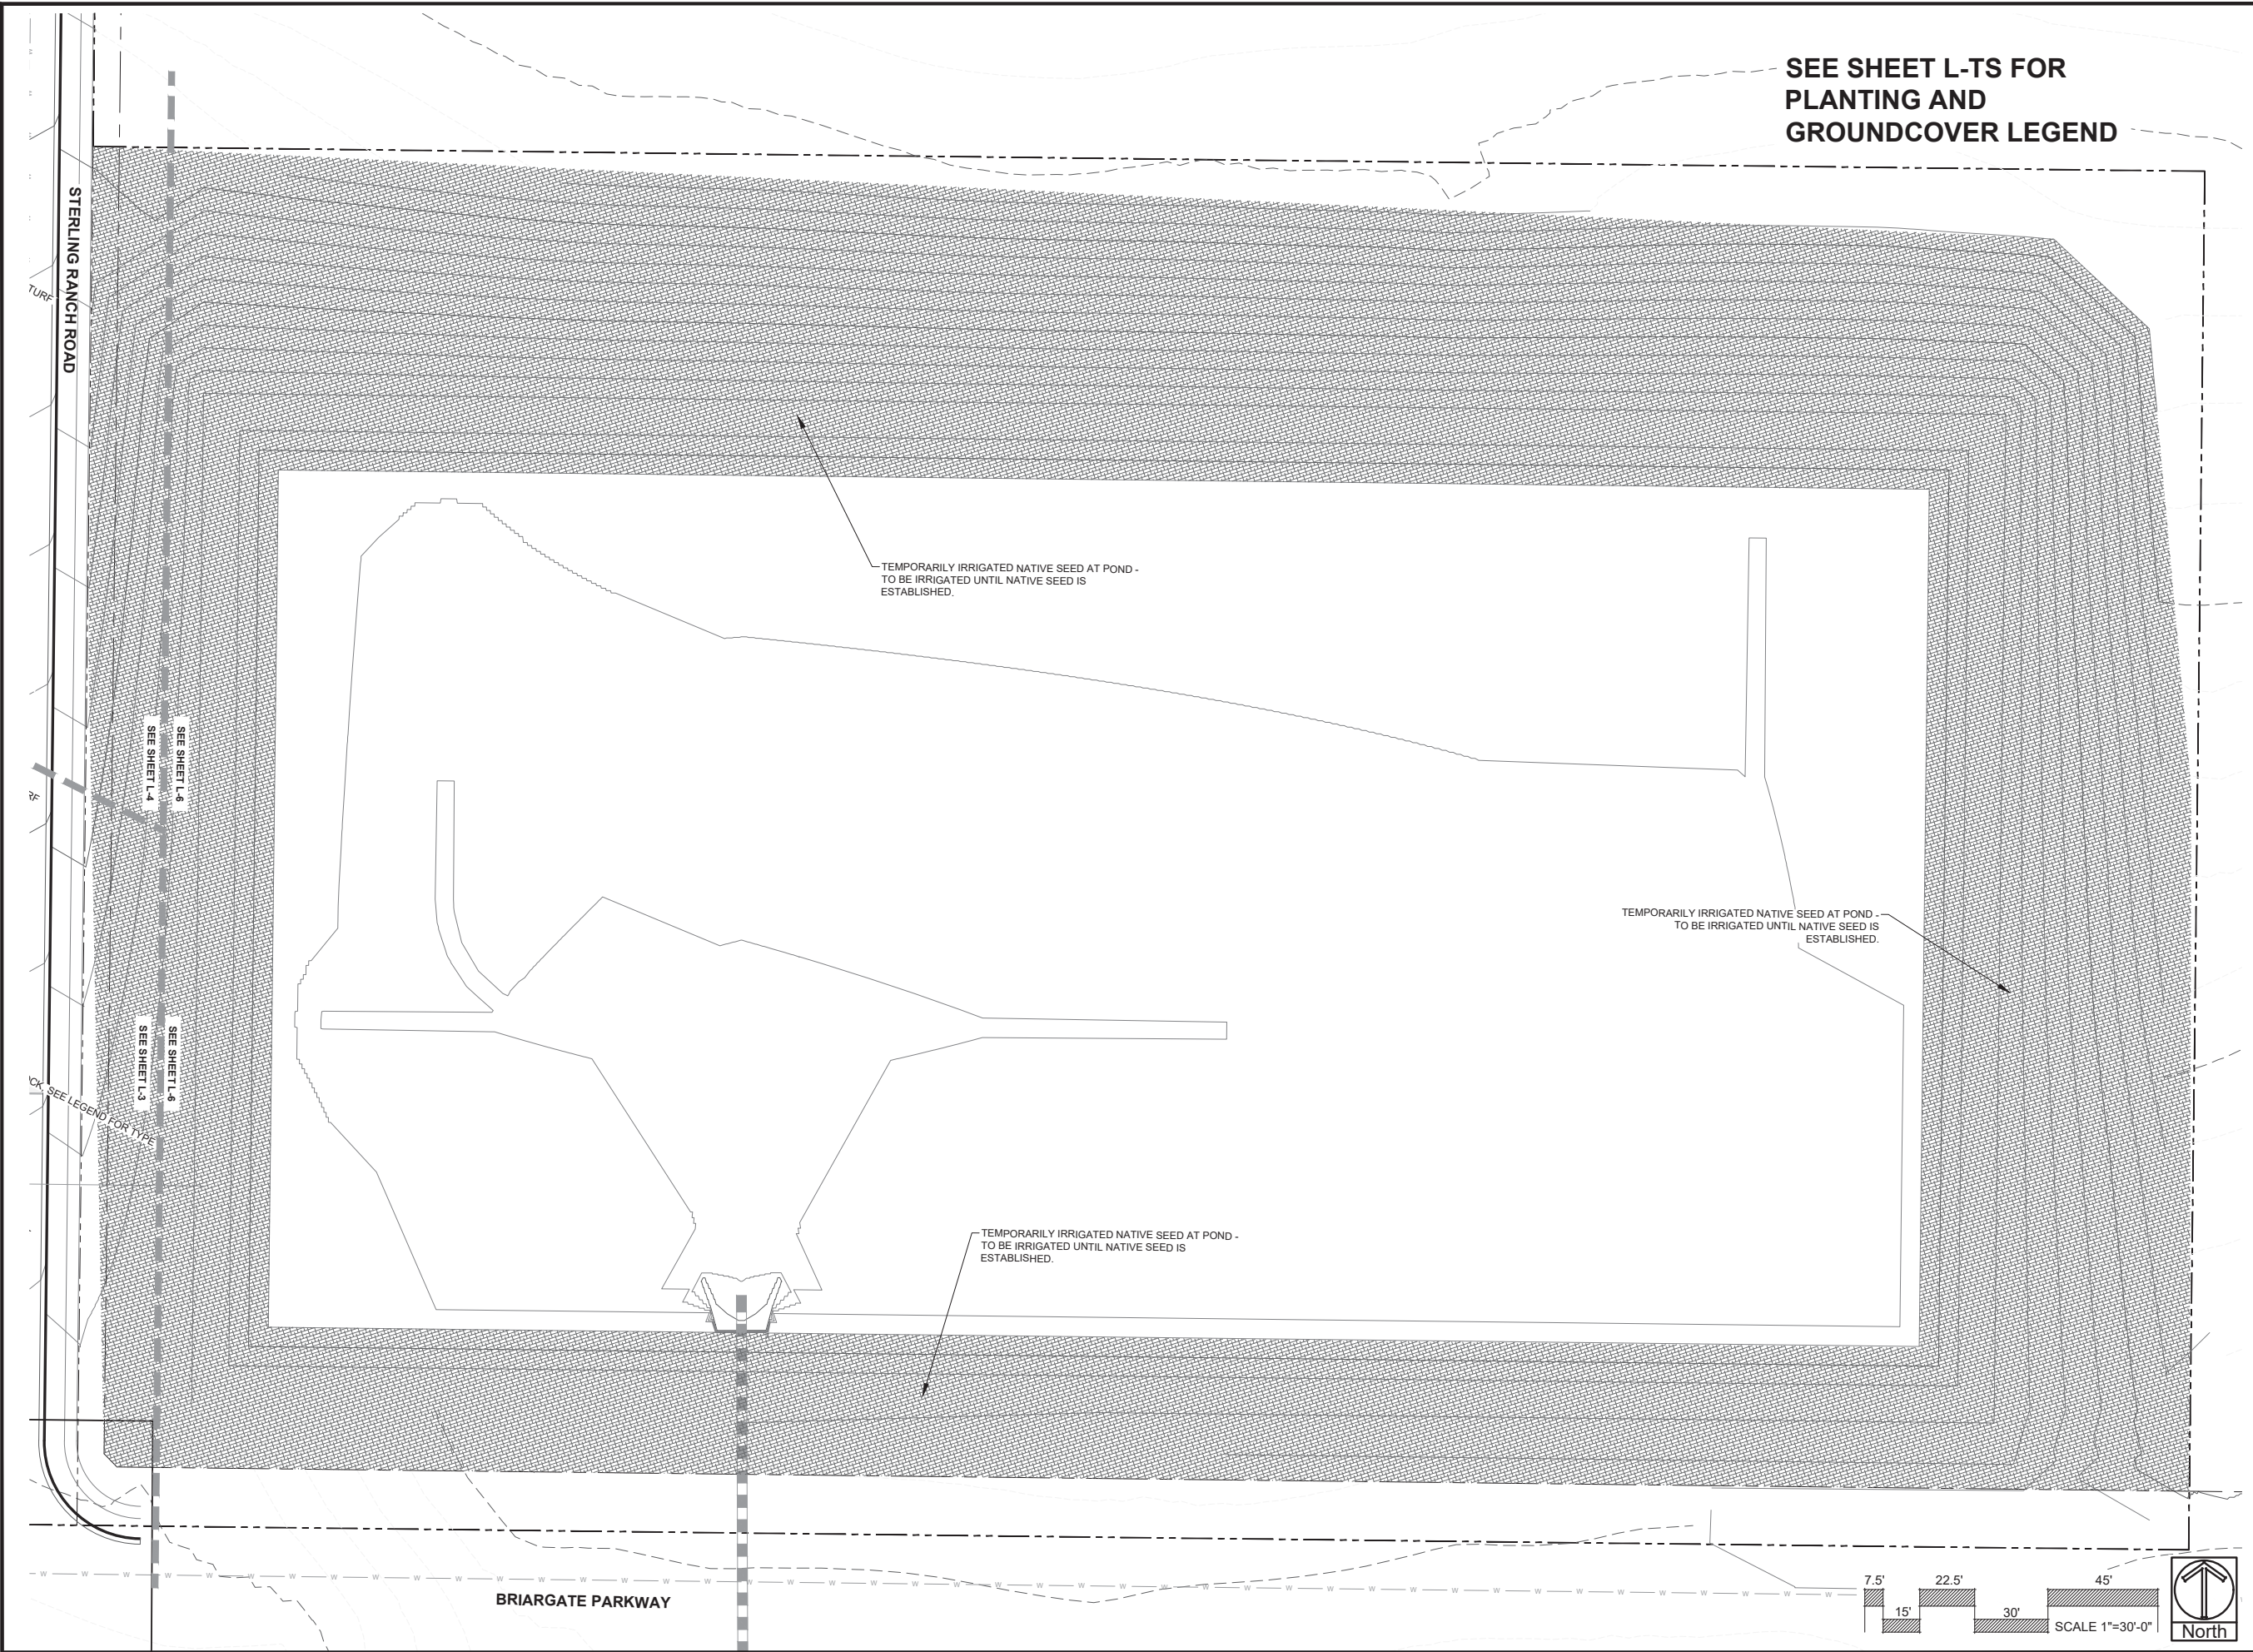 SEE SHEET L-TS FOR
PLANTING AND
GROUNDCOVER LEGEND
STERLING RANCH ROAD
TURF
TEMPORARILY IRRIGATED NATIVE SEED AT POND -
TO BE IRRIGATED UNTIL NATIVE SEED IS
ESTABLISHED.
SEE SHEET L-4
SEE SHEET L-6
RF
TEMPORARILY IRRIGATED NATIVE SEED AT POND -
TO BE IRRIGATED UNTIL NATIVE SEED IS
ESTABLISHED.
SEE SHEET L-3
SEE SHEET L-6
CK, SEE LEGEND FOR TYPE
TEMPORARILY IRRIGATED NATIVE SEED AT POND -
TO BE IRRIGATED UNTIL NATIVE SEED IS
ESTABLISHED.
BRIARGATE PARKWAY
7.5' 22.5' 45'
15' 30' SCALE 1"=30'-0"
North